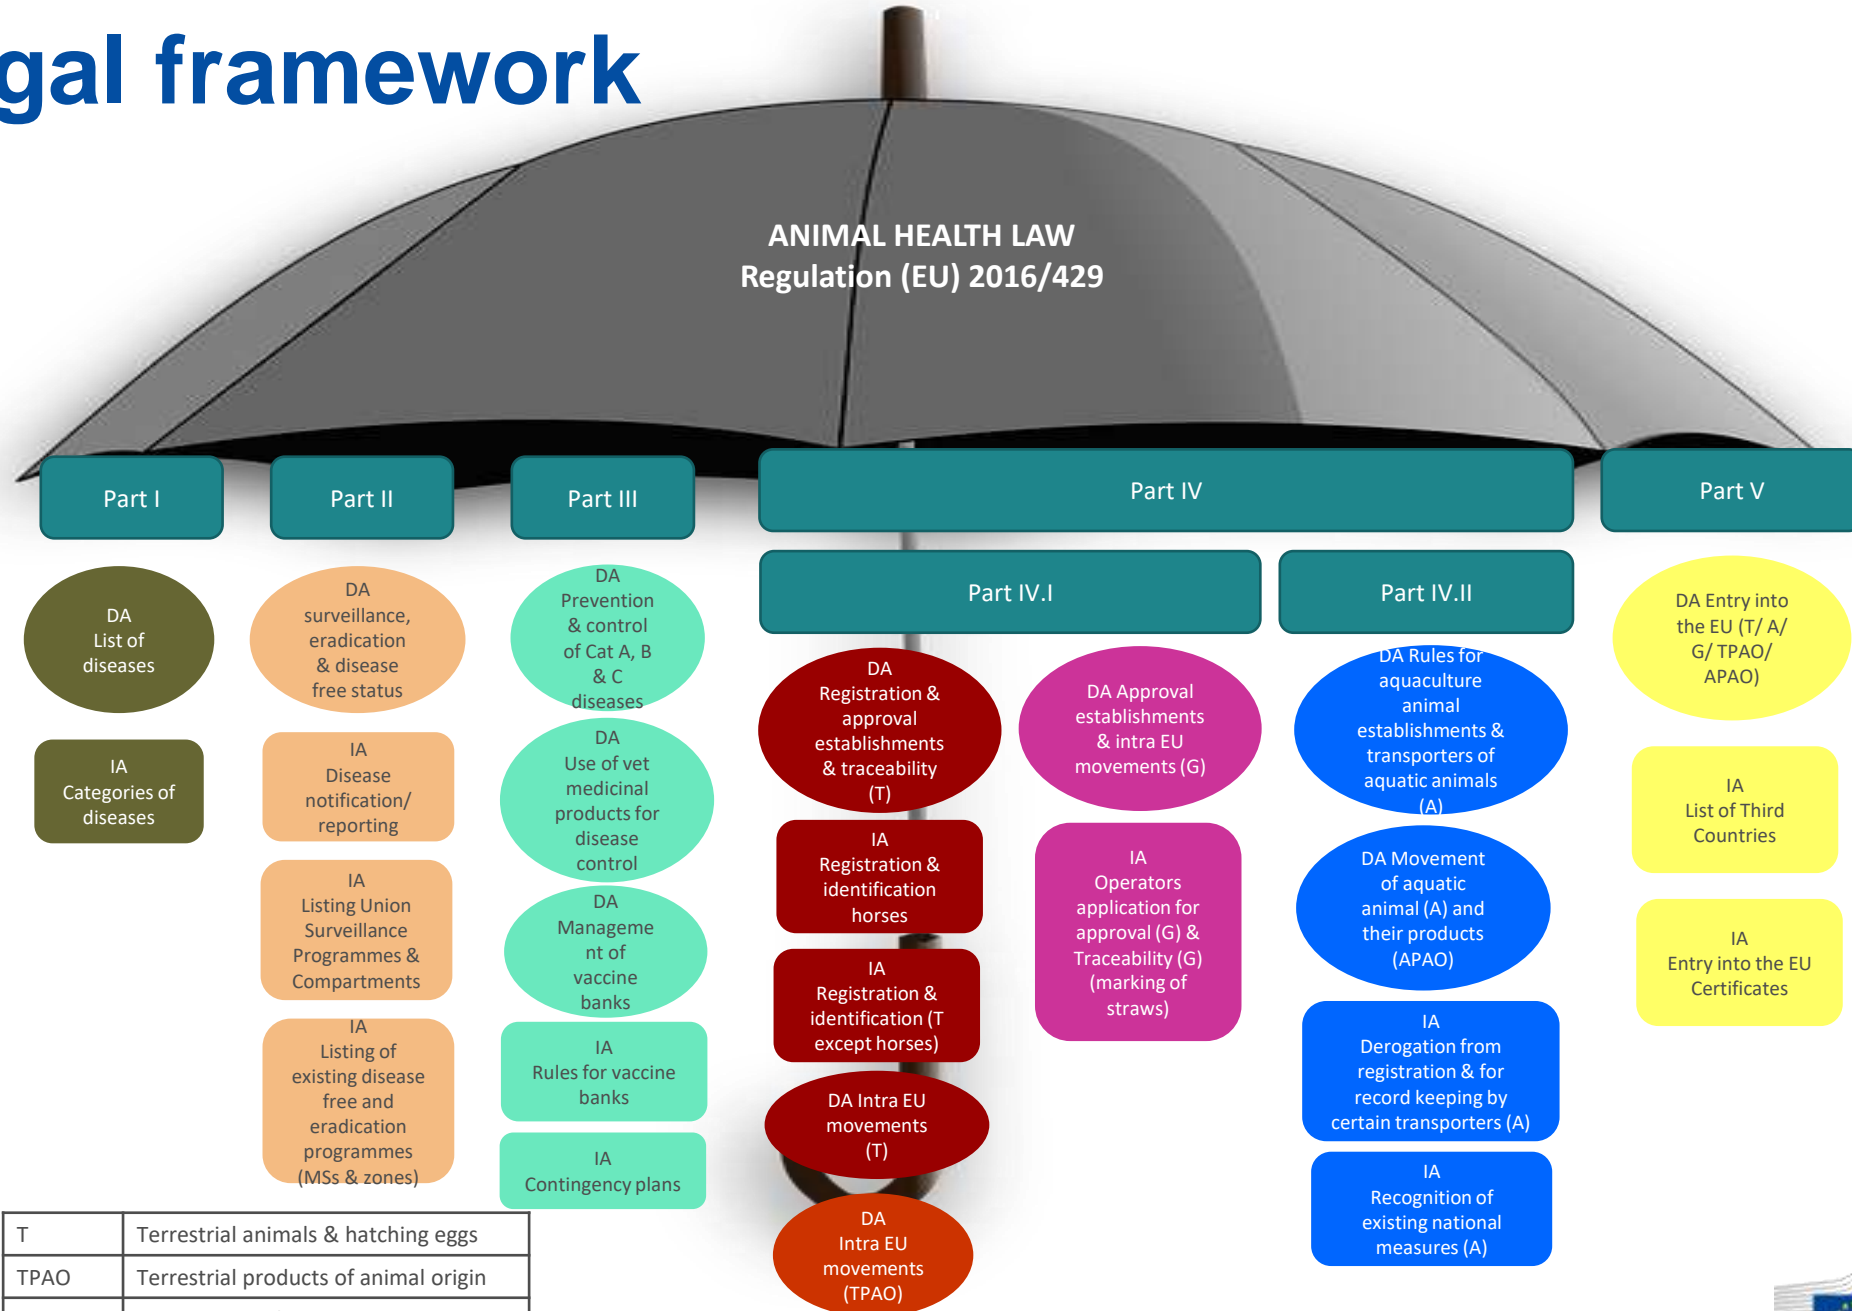 gal framework
ANIMAL HEALTH LAW
Regulation (EU) 2016/429
Part I
Part II
Part III
Part IV
Part V
Part IV.I
Part IV.II
DA
List of
diseases
IA
Categories of
diseases
DA
surveillance,
eradication
& disease
free status
IA
Disease
notification/
reporting
IA
Listing Union
Surveillance
Programmes &
Compartments
IA
Listing of
existing disease
free and
eradication
programmes
(MSs & zones)
DA
Prevention
& control
of Cat A, B
& C
diseases
DA
Use of vet
medicinal
products for
disease
control
DA
Manageme
nt of
vaccine
banks
IA
Rules for vaccine
banks
IA
Contingency plans
DA
Registration &
approval
establishments
& traceability
(T)
IA
Registration &
identification
horses
IA
Registration &
identification (T
except horses)
DA Intra EU
movements
(T)
DA
Intra EU
movements
(TPAO)
DA Approval
establishments
& intra EU
movements (G)
IA
Operators
application for
approval (G) &
Traceability (G)
(marking of
straws)
DA Rules for
aquaculture
animal
establishments &
transporters of
aquatic animals
(A)
DA Movement
of aquatic
animal (A) and
their products
(APAO)
IA
Derogation from
registration & for
record keeping by
certain transporters (A)
IA
Recognition of
existing national
measures (A)
DA Entry into
the EU (T/ A/
G/ TPAO/
APAO)
IA
List of Third
Countries
IA
Entry into the EU
Certificates
T Terrestrial animals & hatching eggs
TPAO Terrestrial products of animal origin